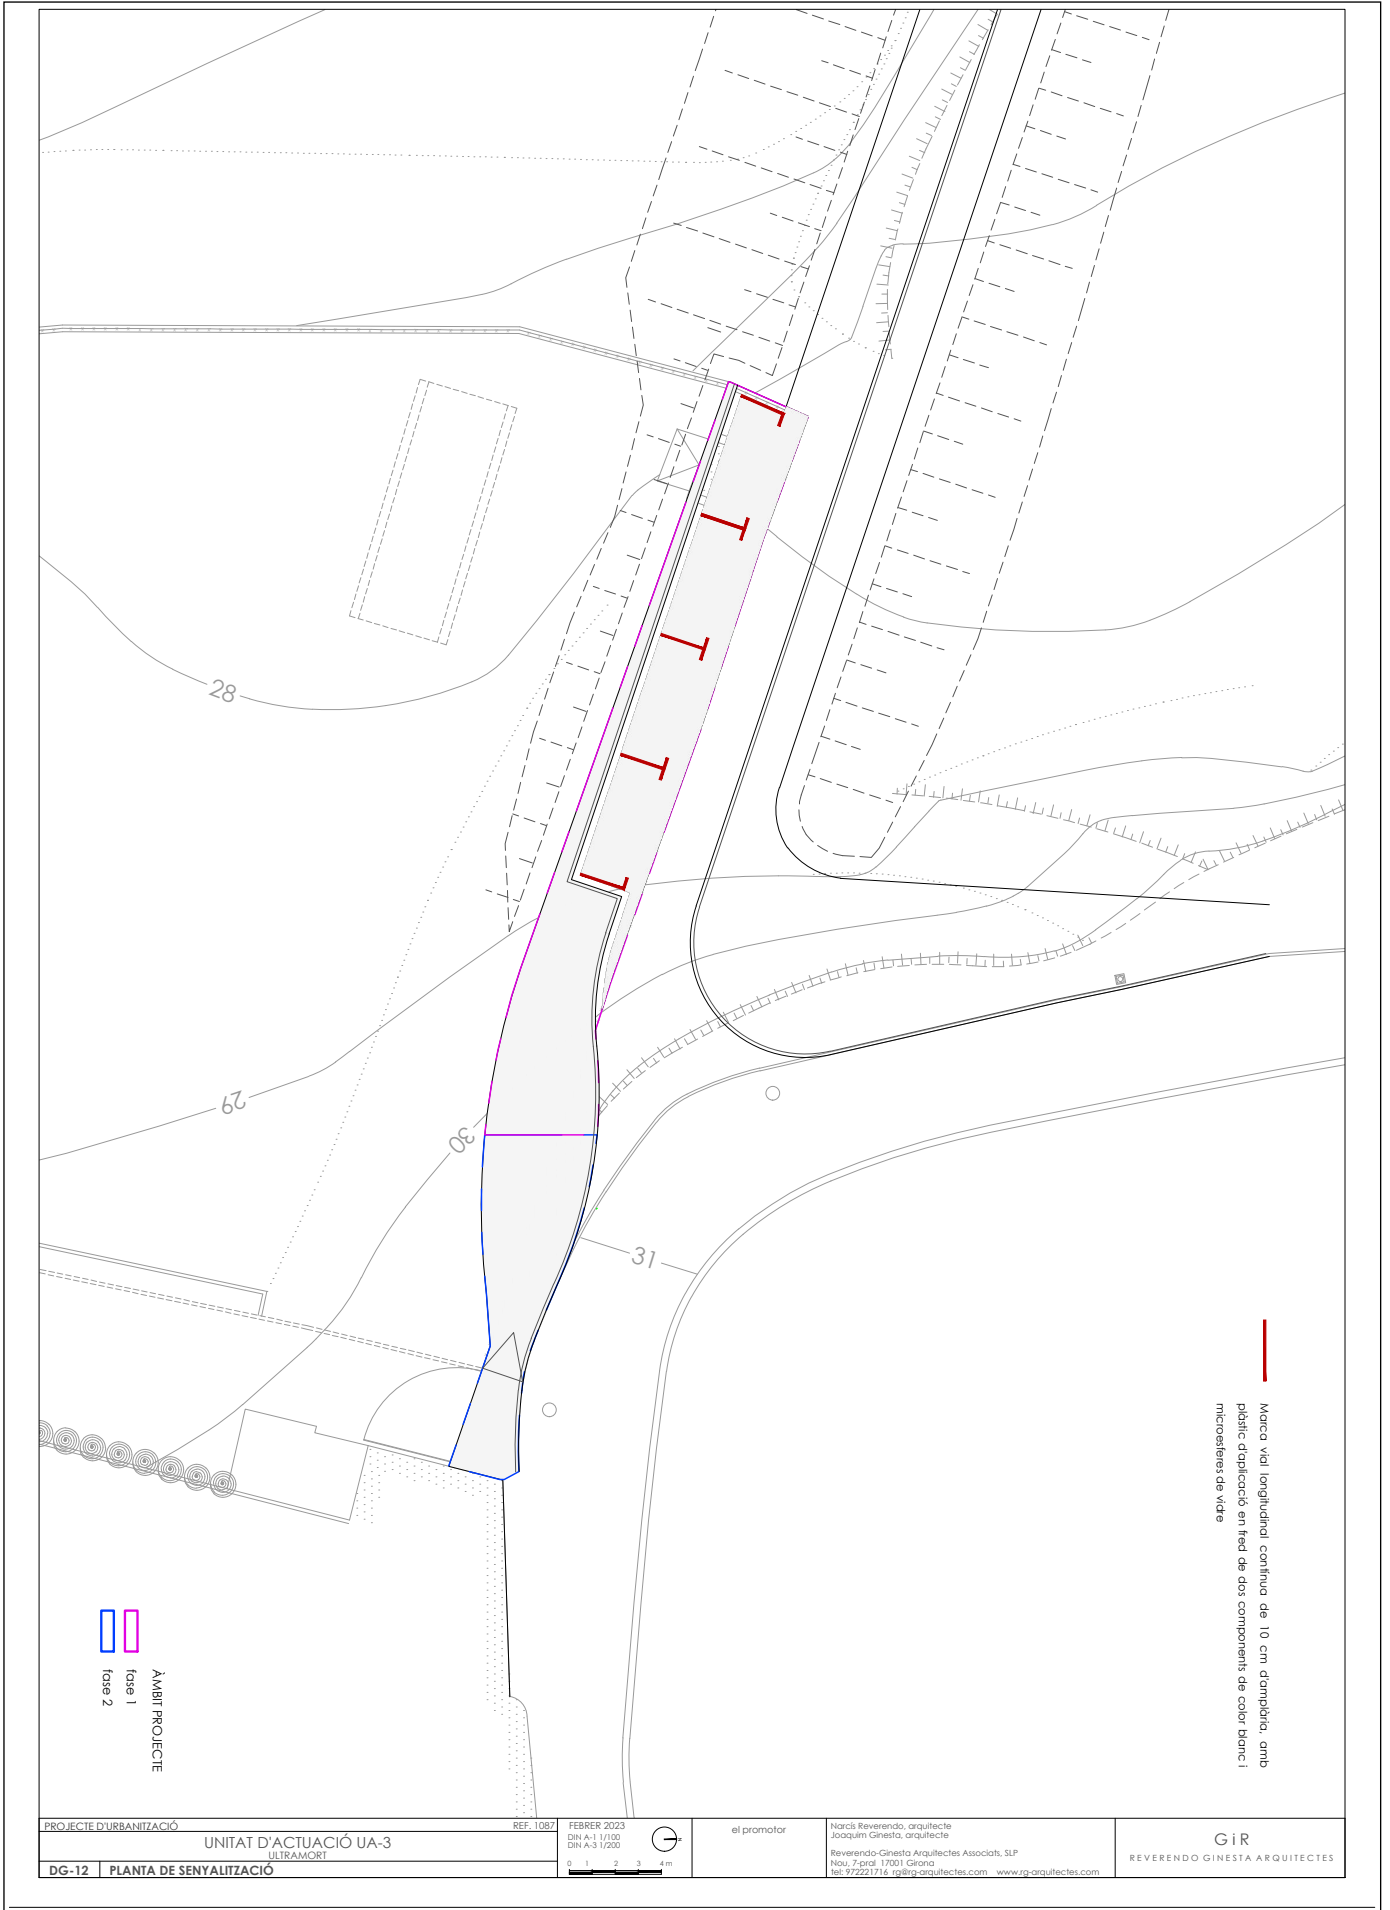 28
29
30
31
Marca vial longitudinal contínua de 10 cm d'amplària, amb
plàstic d'aplicació en fred de dos components de color blanc i
microesferes de vidre
ÀMBIT PROJECTE
fase 1
fase 2
PROJECTE D'URBANITZACIÓ
REF. 1087
UNITAT D'ACTUACIÓ UA-3
ULTRAMORT
DG-12
PLANTA DE SENYALITZACIÓ
FEBRER 2023
DIN A-1 1/100
DIN A-3 1/200
N
0 1 2 3 4 m
el promotor
Narcís Reverendo, arquitecte
Joaquim Ginesta, arquitecte
Reverendo-Ginesta Arquitectes Associats, SLP
Nou, 7-pral 17001 Girona
tel: 972221716 rg@rg-arquitectes.com www.rg-arquitectes.com
GiR
REVERENDO GINESTA ARQUITECTES